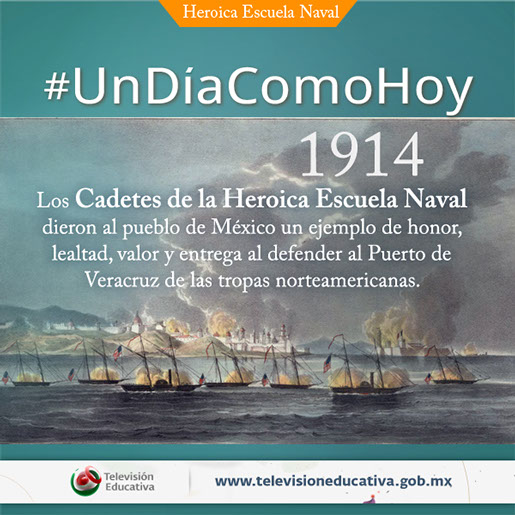 Heroica Escuela Naval
#UnDíaComoHoy
1914
Los Cadetes de la Heroica Escuela Naval
dieron al pueblo de México un ejemplo de honor,
lealtad, valor y entrega al defender al Puerto de
Veracruz de las tropas norteamericanas.
Televisión
Educativa
www.televisioneducativa.gob.mx